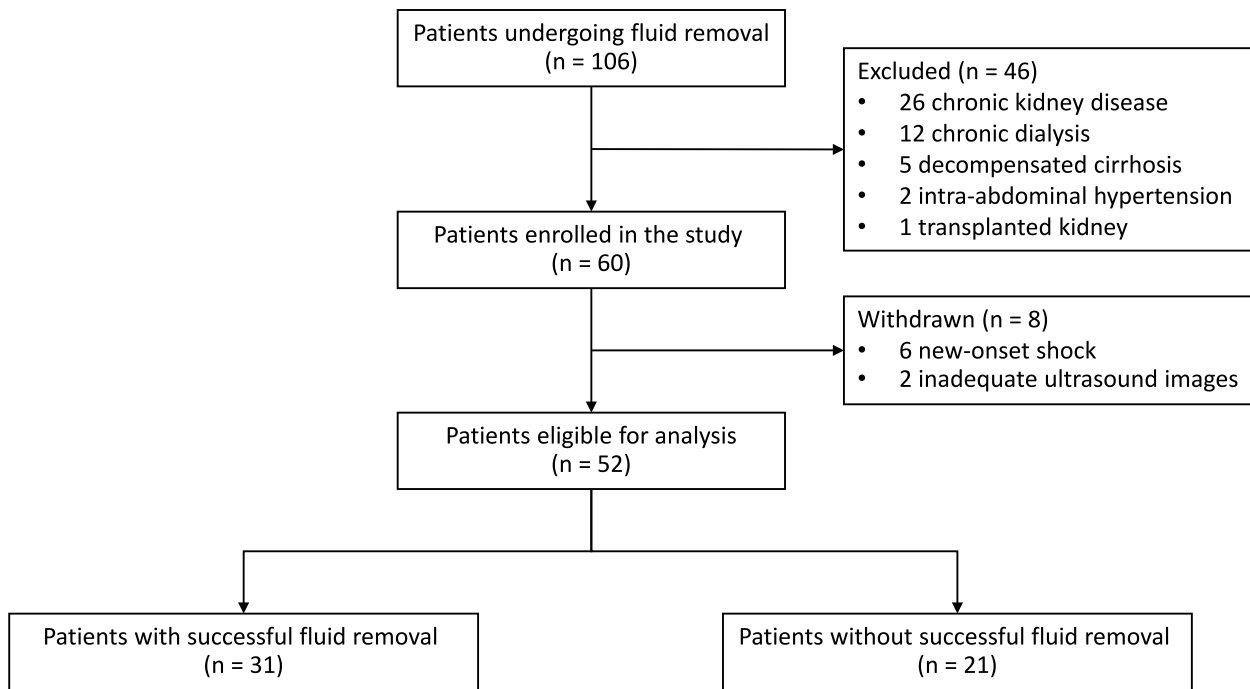 Patients undergoing fluid removal
(n = 106)
Excluded (n = 46)
• 26 chronic kidney disease
• 12 chronic dialysis
• 5 decompensated cirrhosis
• 2 intra-abdominal hypertension
• 1 transplanted kidney
Patients enrolled in the study
(n = 60)
Withdrawn (n = 8)
• 6 new-onset shock
• 2 inadequate ultrasound images
Patients eligible for analysis
(n = 52)
Patients with successful fluid removal
(n = 31)
Patients without successful fluid removal
(n = 21)